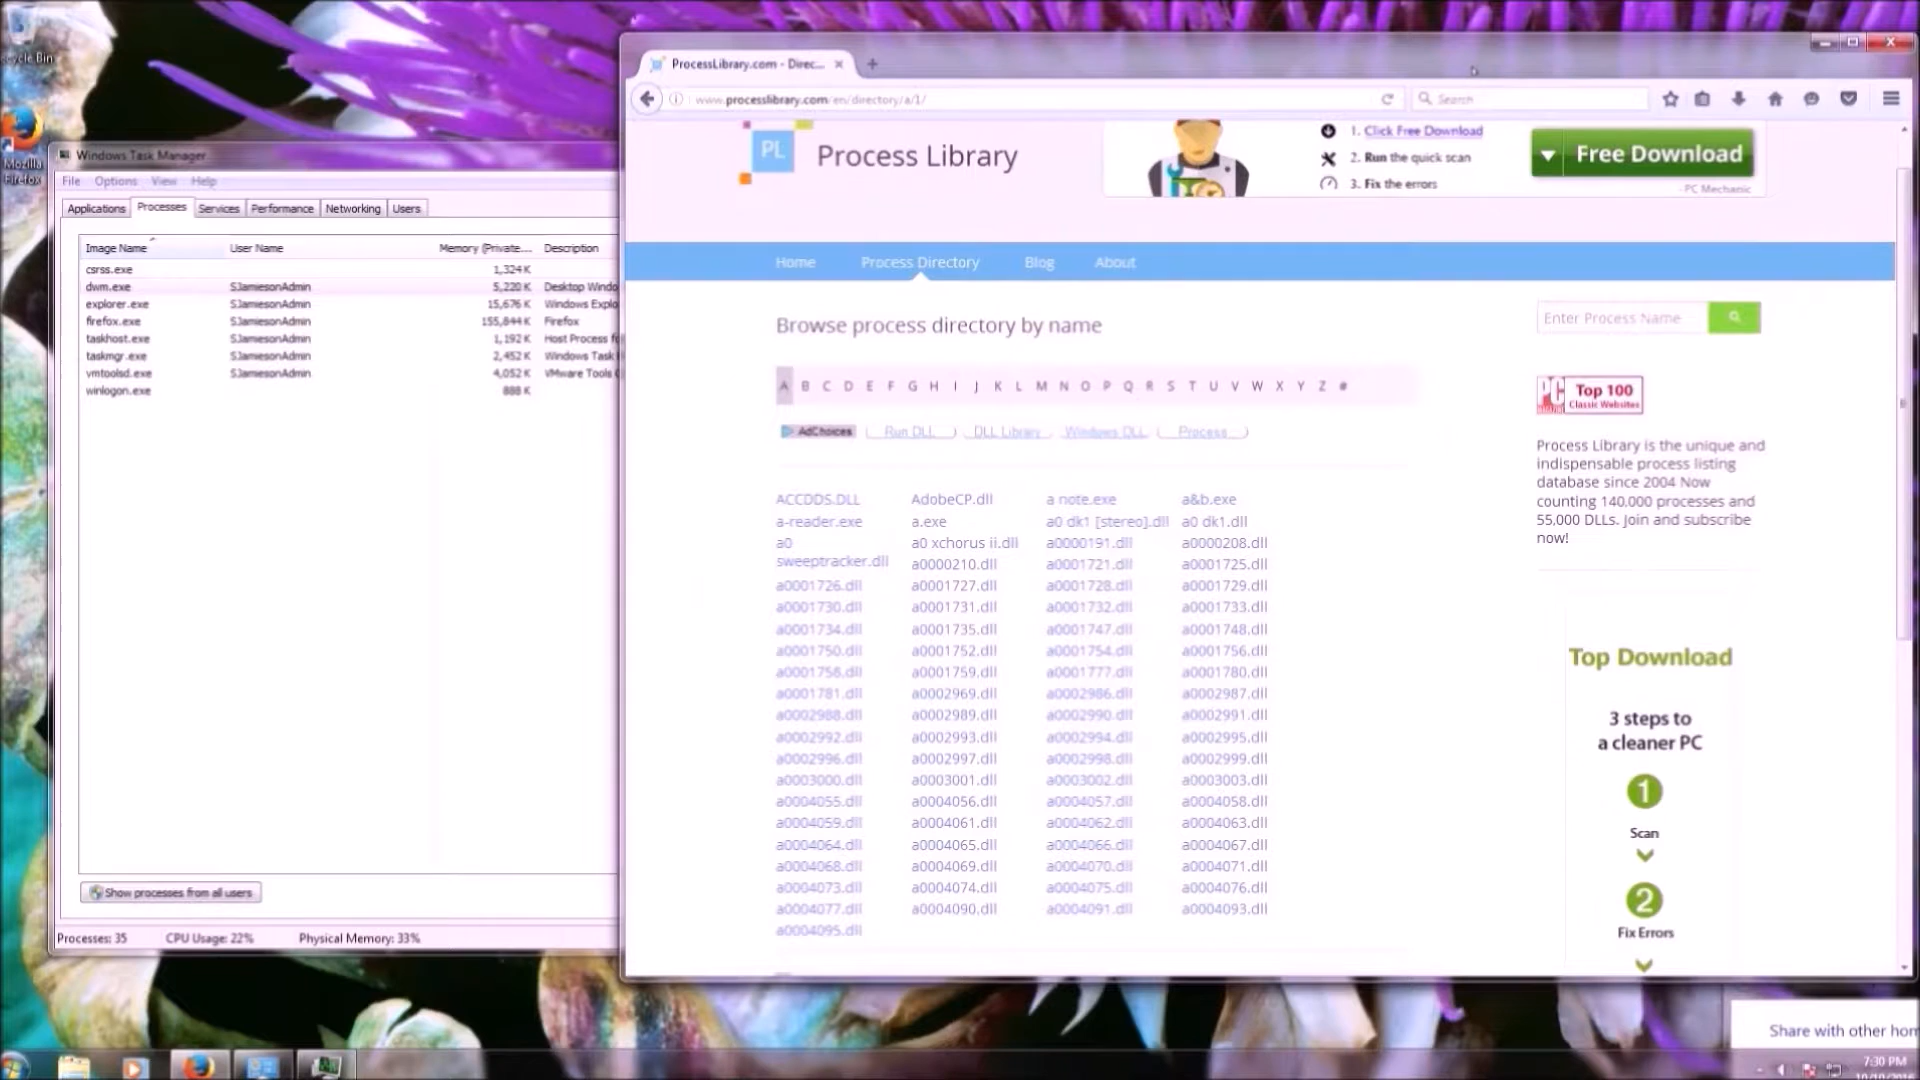 cycle Bin
Mozilla
Firefox
Windows Task Manager
File Options View Help
Applications Processes Services Performance Networking Users
Image Name User Name Memory (Private... Description
csrss.exe 1,324 K
dwm.exe SJamiesonAdmin 5,220 K Desktop Windo
explorer.exe SJamiesonAdmin 15,676 K Windows Explo
firefox.exe SJamiesonAdmin 155,844 K Firefox
taskhost.exe SJamiesonAdmin 1,192 K Host Process fo
taskmgr.exe SJamiesonAdmin 2,452 K Windows Task
vmtoolsd.exe SJamiesonAdmin 4,052 K VMware Tools
winlogon.exe 888 K
Show processes from all users
Processes: 35 CPU Usage: 22% Physical Memory: 33%
ProcessLibrary.com - Direc...
www.processlibrary.com/en/directory/a/1/
Search
PL Process Library
1. Click Free Download
2. Run the quick scan
3. Fix the errors
Free Download
- PC Mechanic
Home Process Directory Blog About
Browse process directory by name
A B C D E F G H I J K L M N O P Q R S T U V W X Y Z #
AdChoices Run DLL DLL Library Windows DLL Process
ACCDDS.DLL AdobeCP.dll a note.exe a&b.exe
a-reader.exe a.exe a0 dk1 [stereo].dll a0 dk1.dll
a0 sweeptracker.dll a0 xchorus ii.dll a0000191.dll a0000208.dll
a0000210.dll a0001721.dll a0001725.dll
a0001726.dll a0001727.dll a0001728.dll a0001729.dll
a0001730.dll a0001731.dll a0001732.dll a0001733.dll
a0001734.dll a0001735.dll a0001747.dll a0001748.dll
a0001750.dll a0001752.dll a0001754.dll a0001756.dll
a0001758.dll a0001759.dll a0001777.dll a0001780.dll
a0001781.dll a0002969.dll a0002986.dll a0002987.dll
a0002988.dll a0002989.dll a0002990.dll a0002991.dll
a0002992.dll a0002993.dll a0002994.dll a0002995.dll
a0002996.dll a0002997.dll a0002998.dll a0002999.dll
a0003000.dll a0003001.dll a0003002.dll a0003003.dll
a0004055.dll a0004056.dll a0004057.dll a0004058.dll
a0004059.dll a0004061.dll a0004062.dll a0004063.dll
a0004064.dll a0004065.dll a0004066.dll a0004067.dll
a0004068.dll a0004069.dll a0004070.dll a0004071.dll
a0004073.dll a0004074.dll a0004075.dll a0004076.dll
a0004077.dll a0004090.dll a0004091.dll a0004093.dll
a0004095.dll
Enter Process Name
PC MAGAZINE Top 100
Classic Websites
Process Library is the unique and
indispensable process listing
database since 2004 Now
counting 140,000 processes and
55,000 DLLs. Join and subscribe
now!
Top Download
3 steps to
a cleaner PC
1
Scan
2
Fix Errors
Share with other hom
7:30 PM